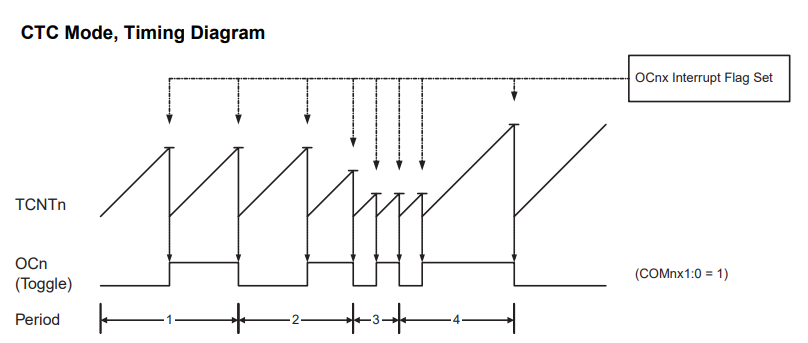 CTC Mode, Timing Diagram
OCnx Interrupt Flag Set
TCNTn
OCn
(Toggle)
(COMnx1:0 = 1)
Period
1
2
3
4